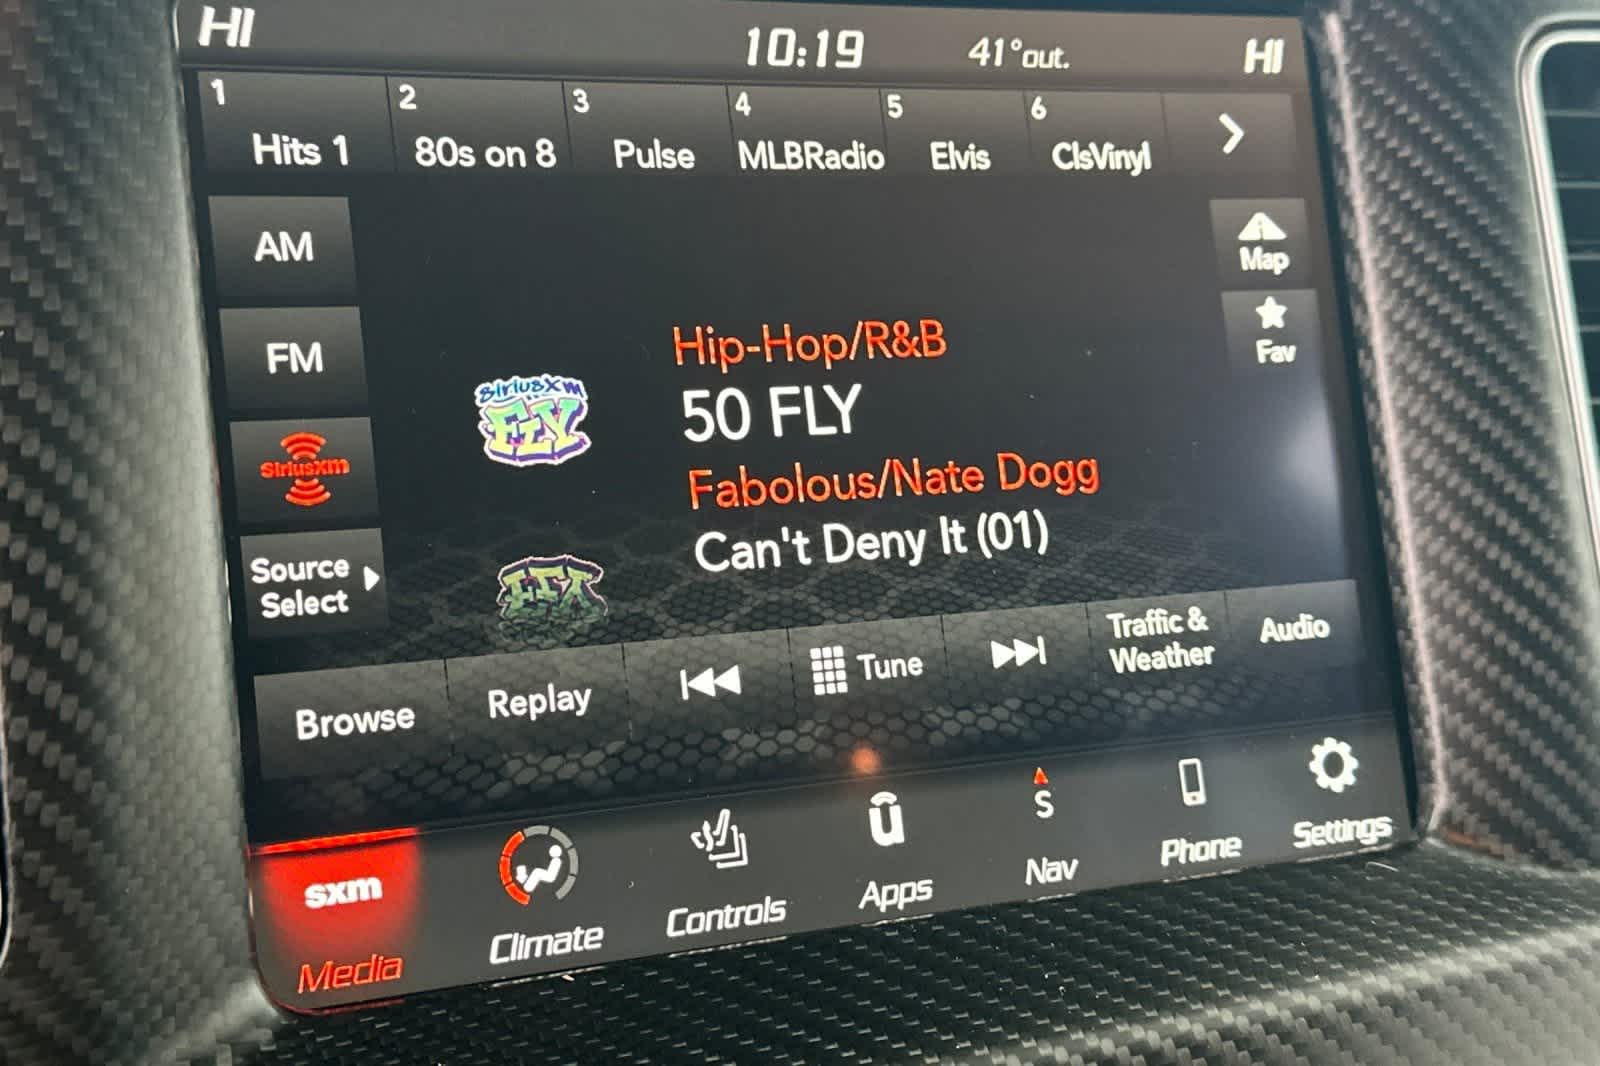 HI 10:19 41°out. HI
1 2 3 4 5 6
Hits 1 80s on 8 Pulse MLBRadio Elvis ClsVinyl
AM
Map
FM
Fav
Hip-Hop/R&B
siriusxm
FLY
50 FLY
SiriusXm
Fabolous/Nate Dogg
Can't Deny It (01)
Source
Select
Browse Replay Tune
Traffic &
Weather
Audio
sxm
Media
Climate
Controls
Apps
S
Nav
Phone
Settings